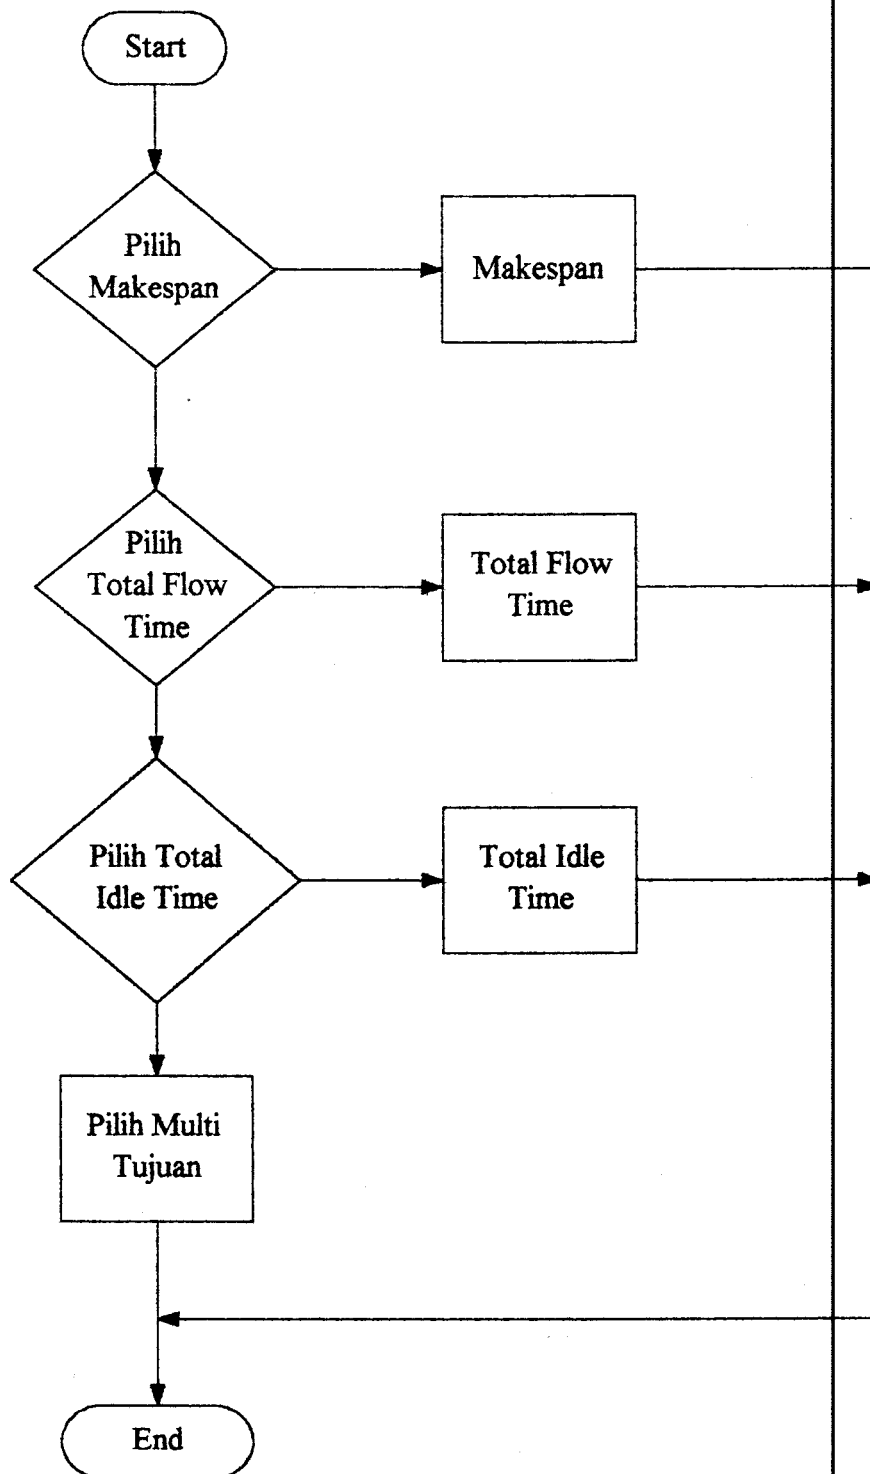 Start
Pilih
Makespan
Makespan
Pilih
Total Flow
Time
Total Flow
Time
Pilih Total
Idle Time
Total Idle
Time
Pilih Multi
Tujuan
End